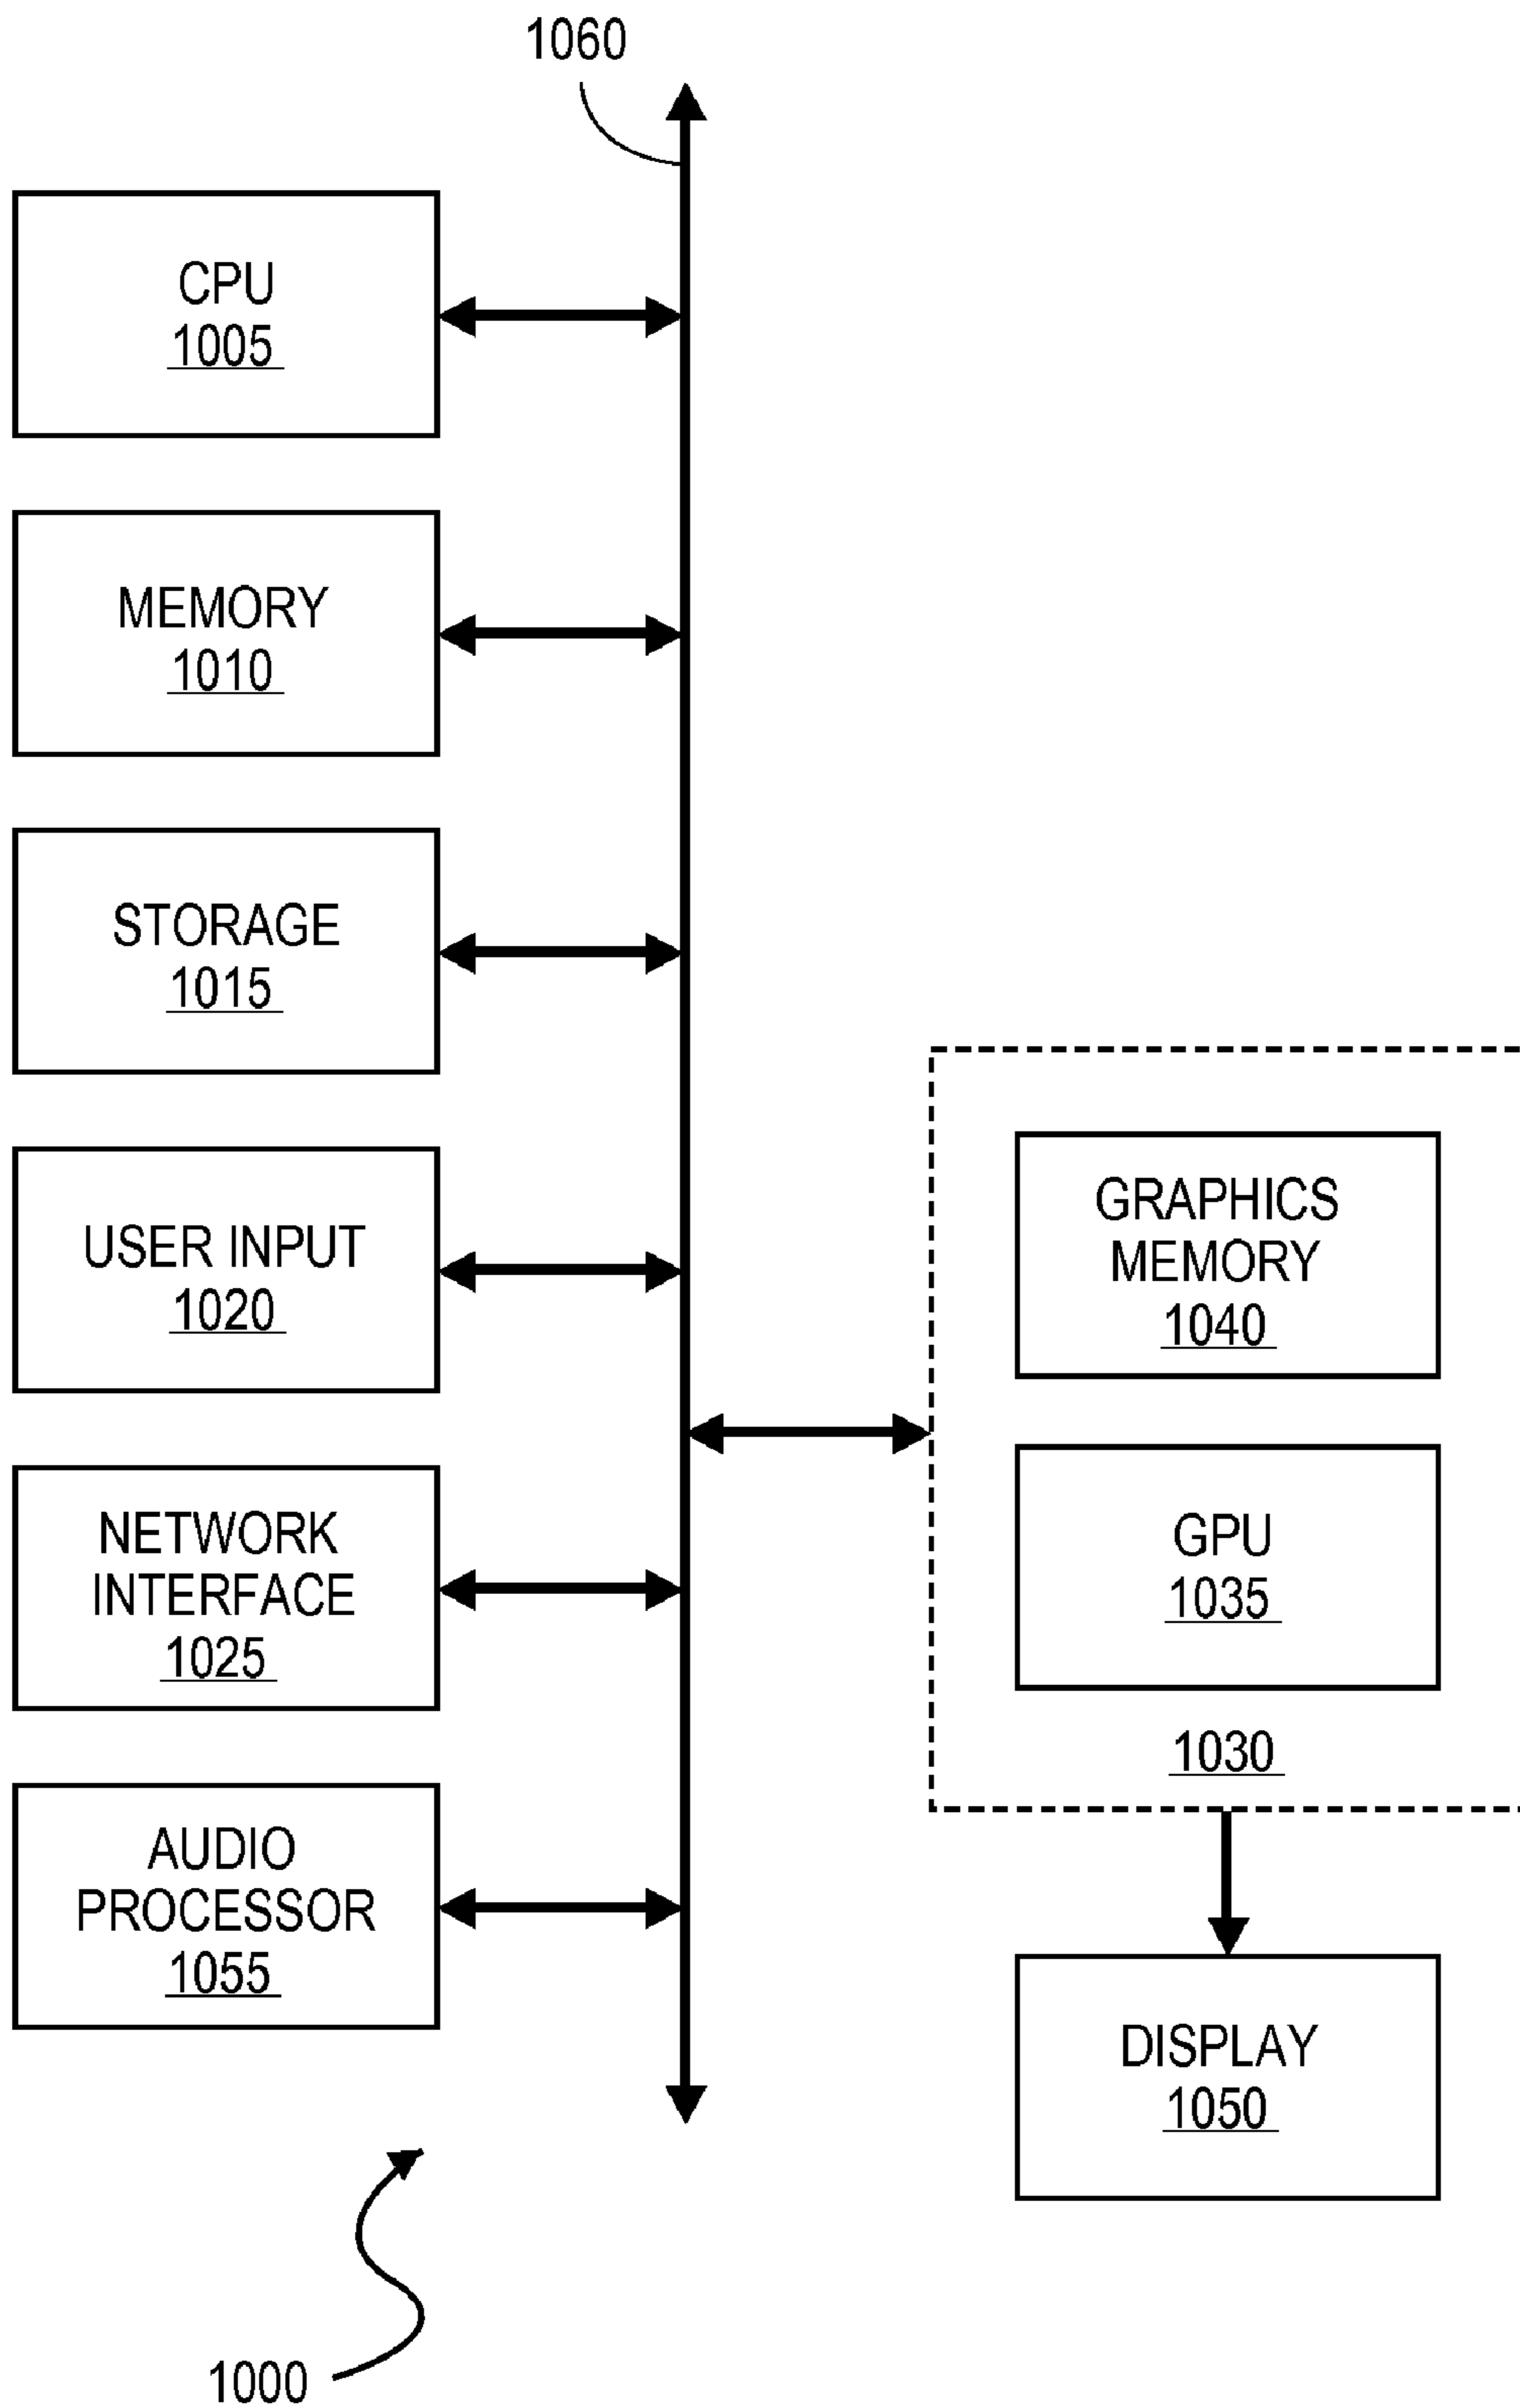 1060
CPU
1005
MEMORY
1010
STORAGE
1015
USER INPUT
1020
NETWORK
INTERFACE
1025
AUDIO
PROCESSOR
1055
GRAPHICS
MEMORY
1040
GPU
1035
1030
DISPLAY
1050
1000